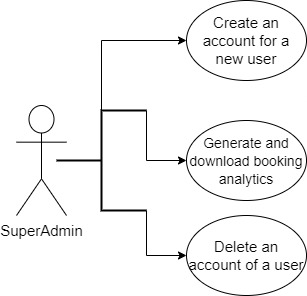 Create an
account for a
new user
Generate and
download booking
analytics
SuperAdmin
Delete an
account of a user